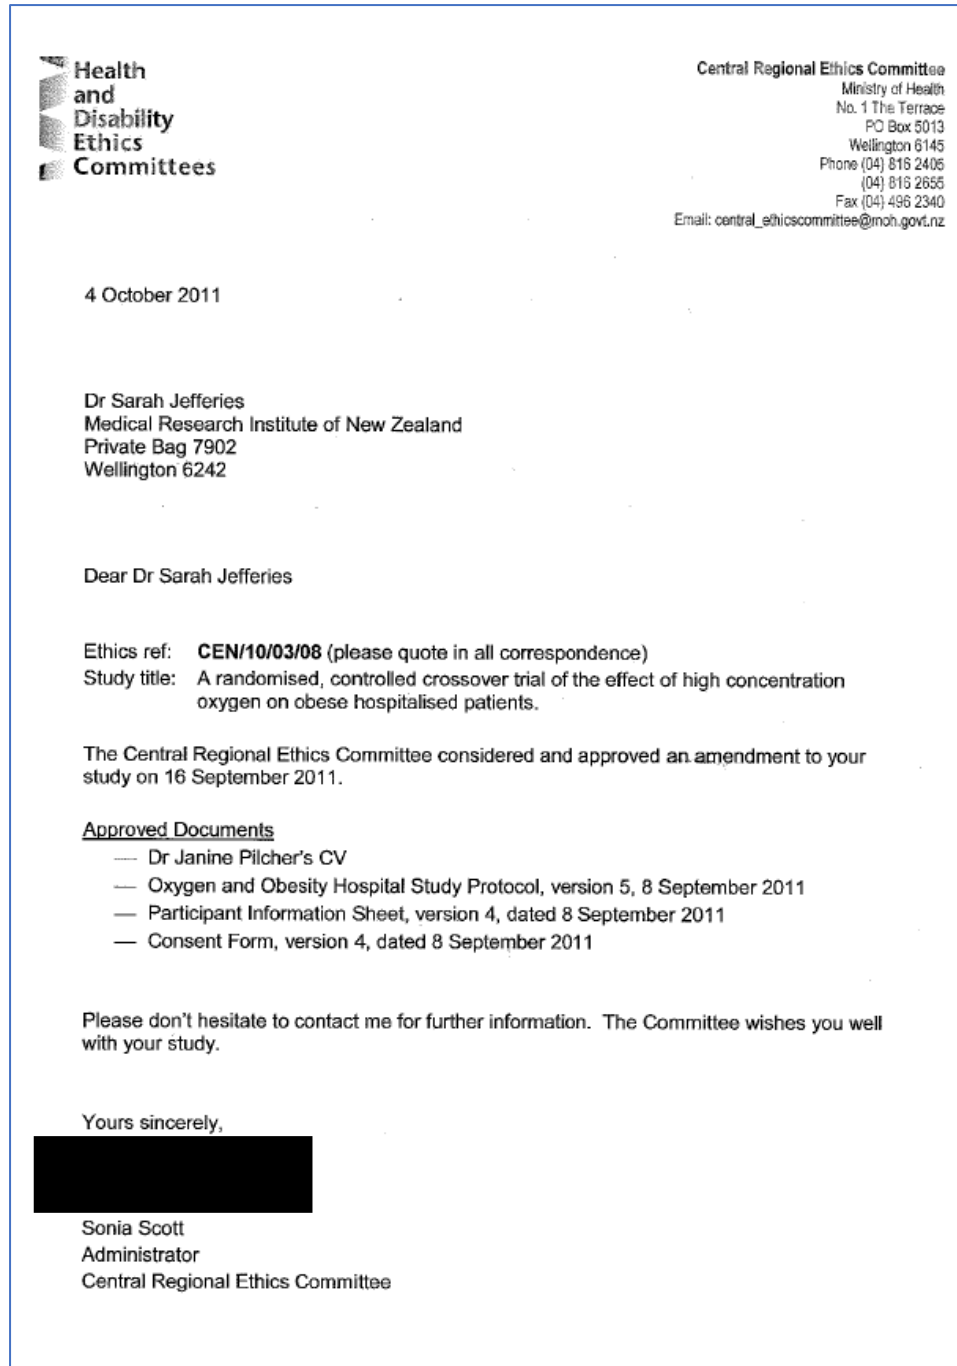 Health
and
Disability
Ethics
Committees
Central Regional Ethics Committee
Ministry of Health
No. 1 The Terrace
PO Box 5013
Wellington 6145
Phone (04) 816 2405
(04) 816 2655
Fax (04) 496 2340
Email: central_ethicscommittee@moh.govt.nz
4 October 2011
Dr Sarah Jefferies
Medical Research Institute of New Zealand
Private Bag 7902
Wellington 6242
Dear Dr Sarah Jefferies
Ethics ref: CEN/10/03/08 (please quote in all correspondence)
Study title: A randomised, controlled crossover trial of the effect of high concentration
oxygen on obese hospitalised patients.
The Central Regional Ethics Committee considered and approved an amendment to your
study on 16 September 2011.
Approved Documents
— Dr Janine Pilcher's CV
— Oxygen and Obesity Hospital Study Protocol, version 5, 8 September 2011
— Participant Information Sheet, version 4, dated 8 September 2011
— Consent Form, version 4, dated 8 September 2011
Please don't hesitate to contact me for further information. The Committee wishes you well
with your study.
Yours sincerely,
Sonia Scott
Administrator
Central Regional Ethics Committee